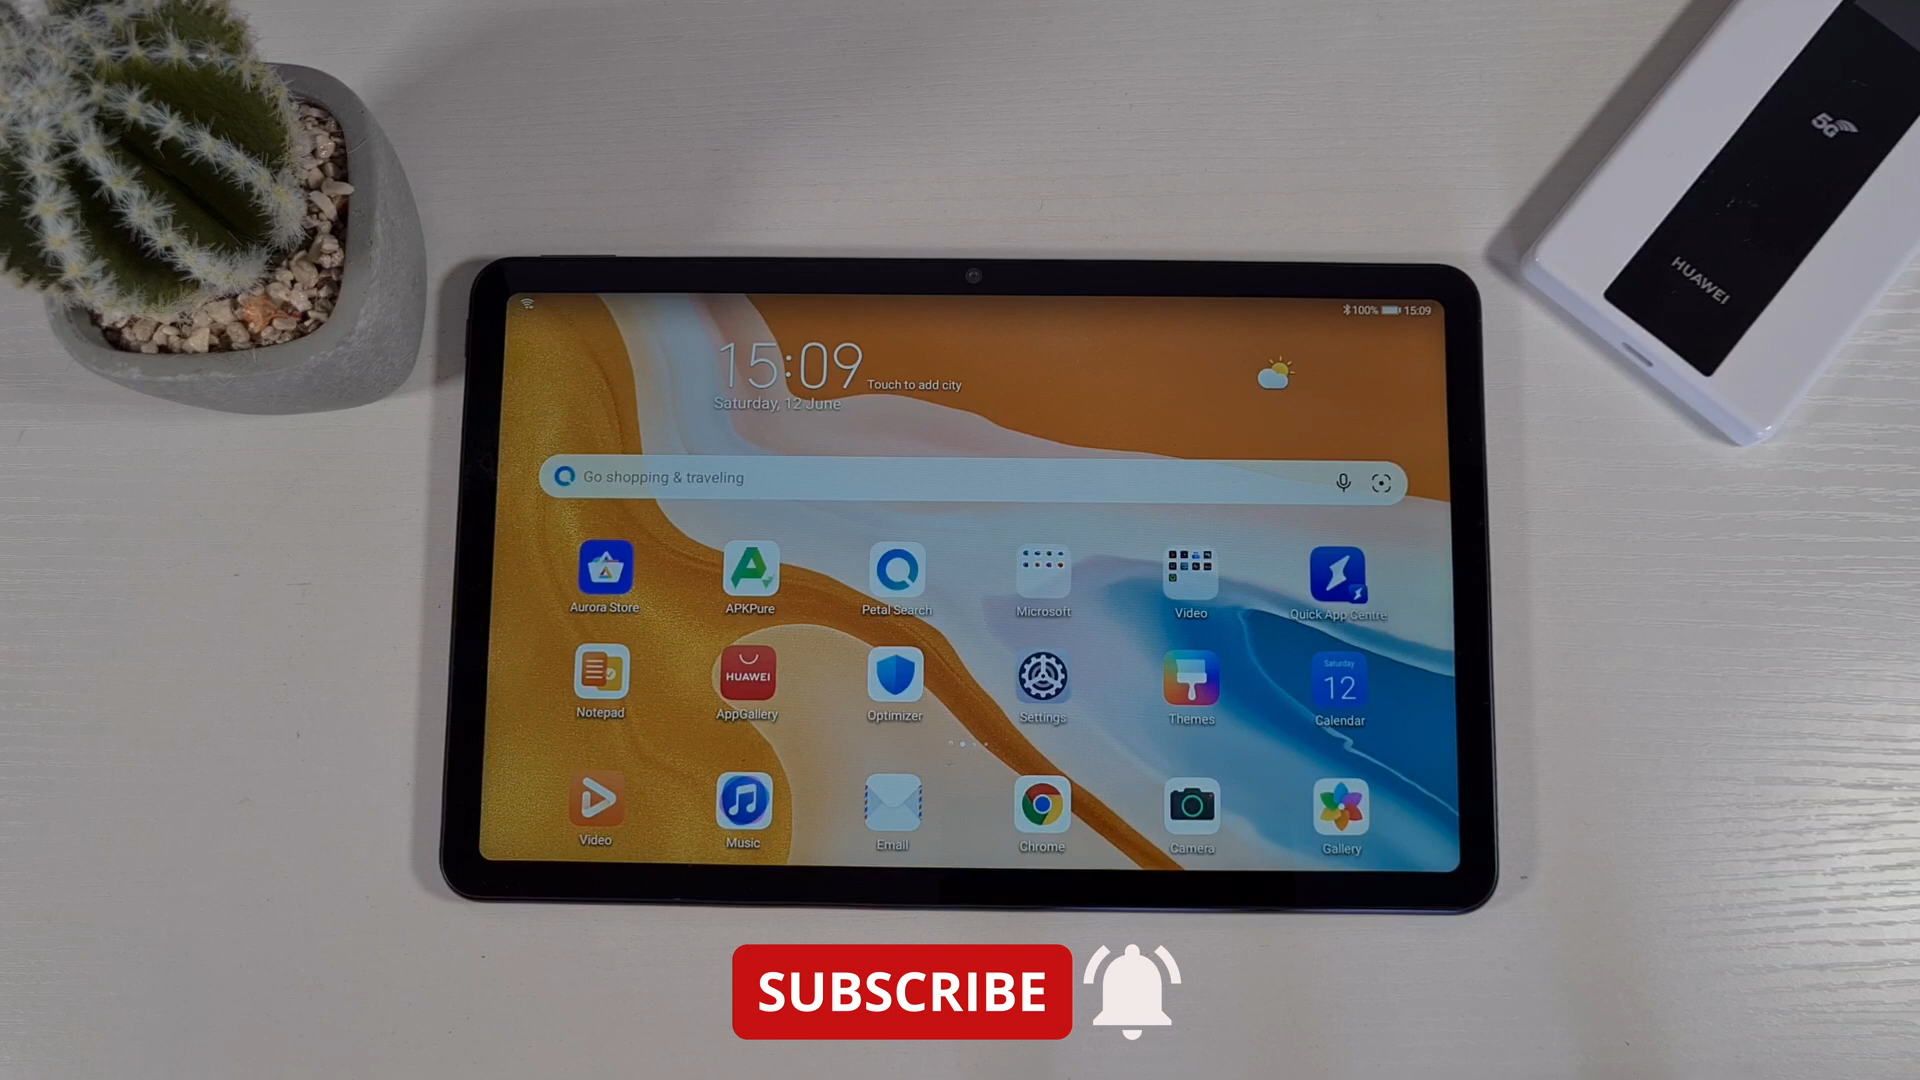 5G
HUAWEI
100% 15:09
15:09
Touch to add city
Saturday, 12 June
Go shopping & traveling
Aurora Store
APKPure
Petal Search
Microsoft
Video
Quick App Centre
HUAWEI
Saturday
12
Notepad
AppGallery
Optimizer
Settings
Themes
Calendar
Video
Music
Email
Chrome
Camera
Gallery
SUBSCRIBE